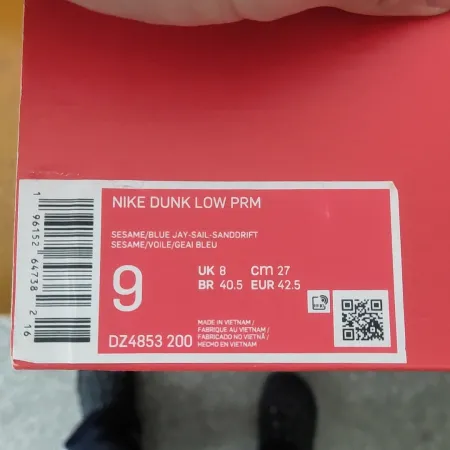 NIKE DUNK LOW PRM
SESAME/BLUE JAY-SAIL-SANDDRIFT
SESAME/VOILE/GEAI BLEU
9
UK 8 CM 27
BR 40.5 EUR 42.5
MADE IN VIETNAM /
FABRIQUE AU VIETNAM /
FABRICADO NO VIETNÃ /
HECHO EN VIETNAM
DZ4853 200
1 96152 64738 2 16